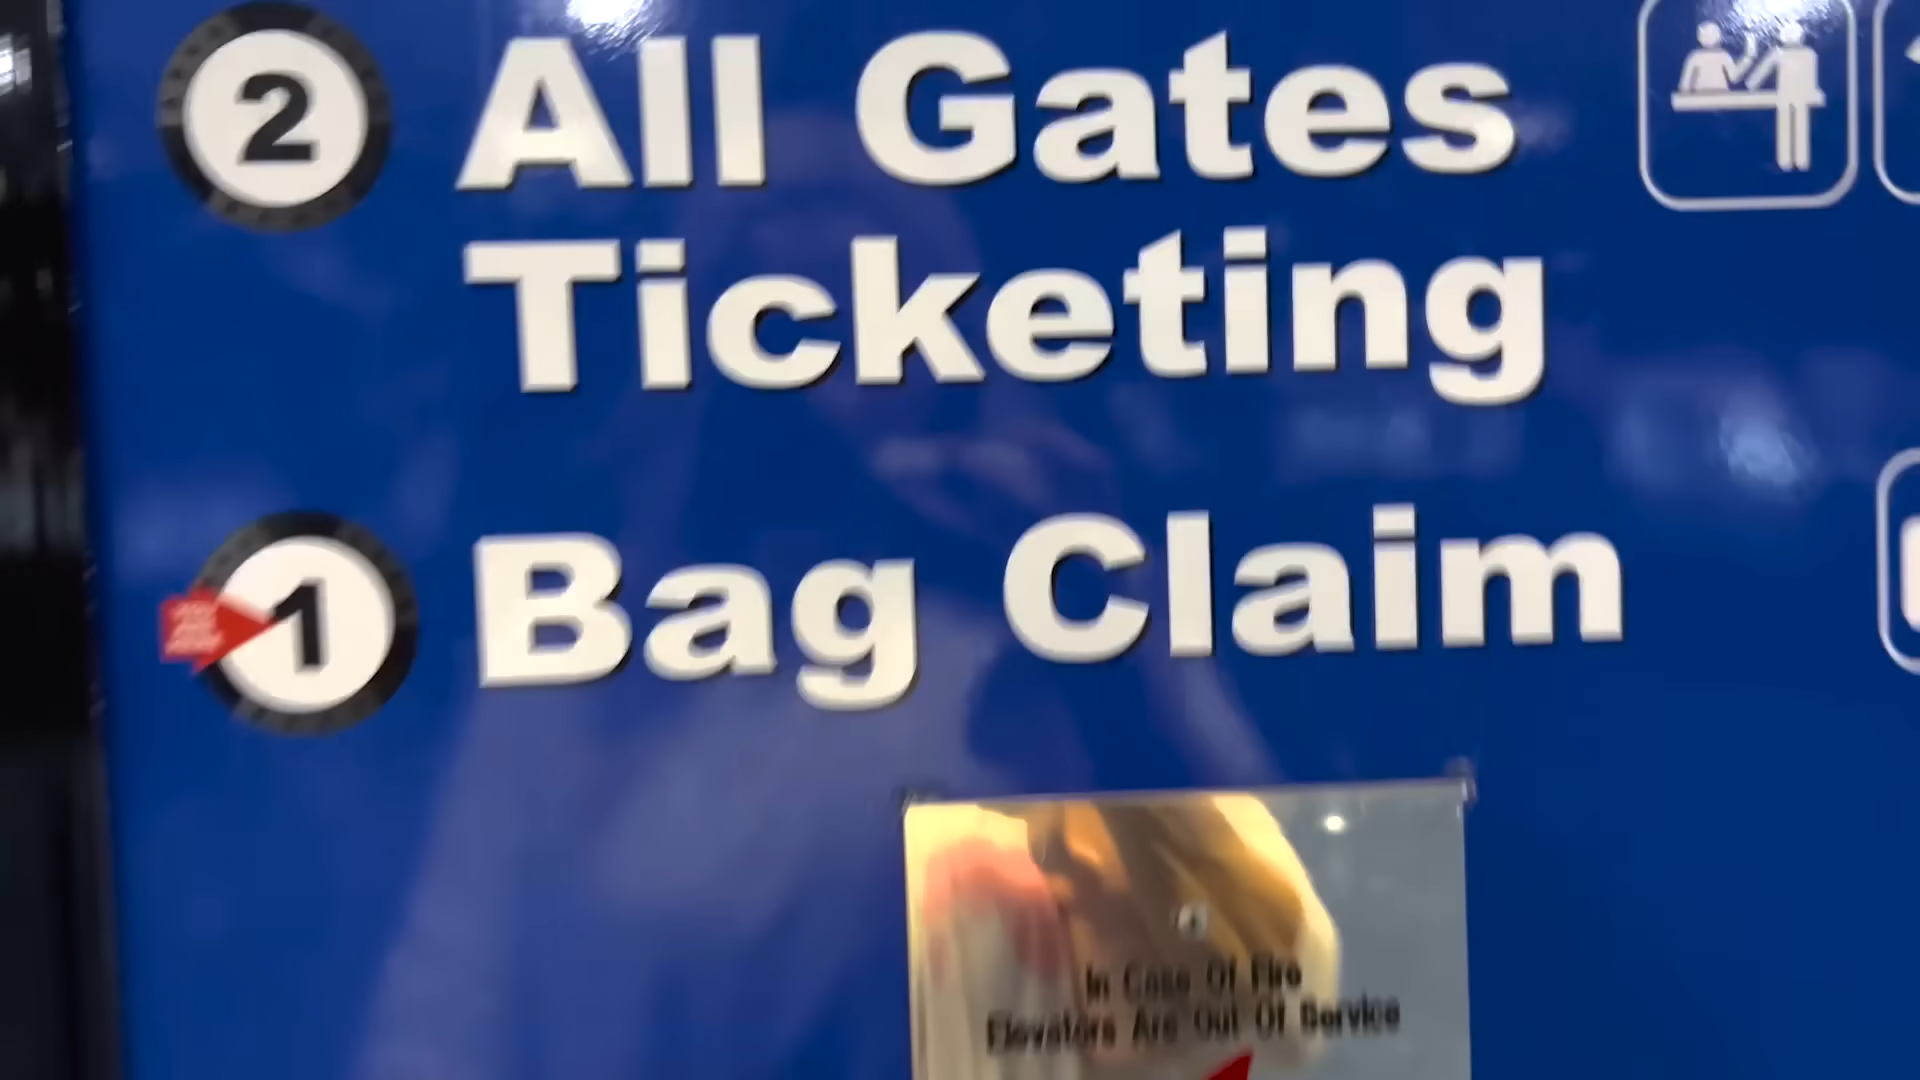 2 All Gates
Ticketing
1 Bag Claim
In Case Of Fire
Elevators Are Out Of Service